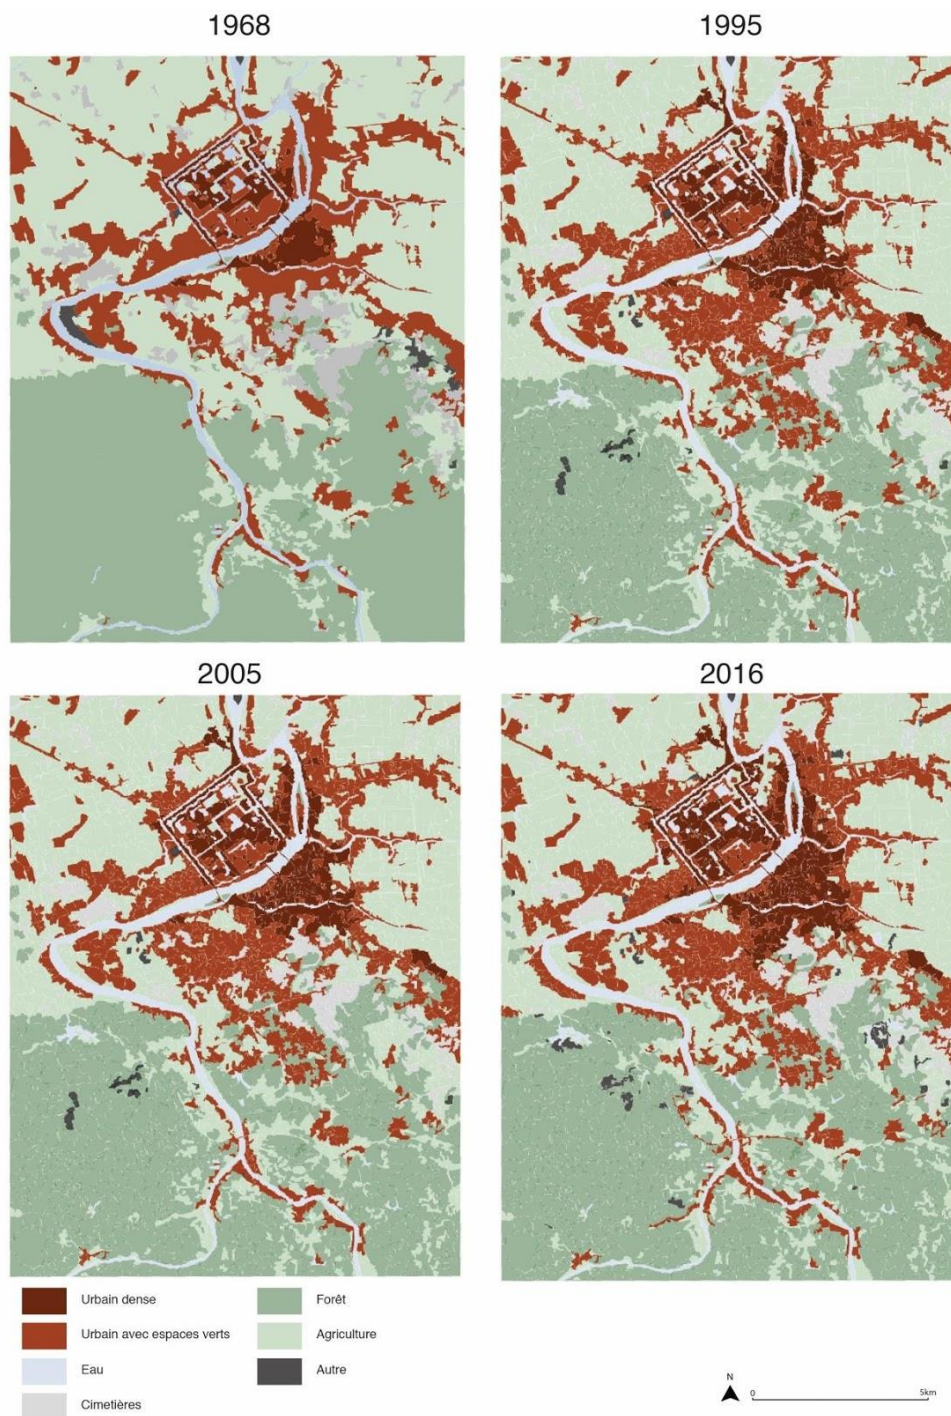 1968
1995
2005
2016
Urbain dense
Urbain avec espaces verts
Eau
Cimetières
Forêt
Agriculture
Autre
N
0
5km